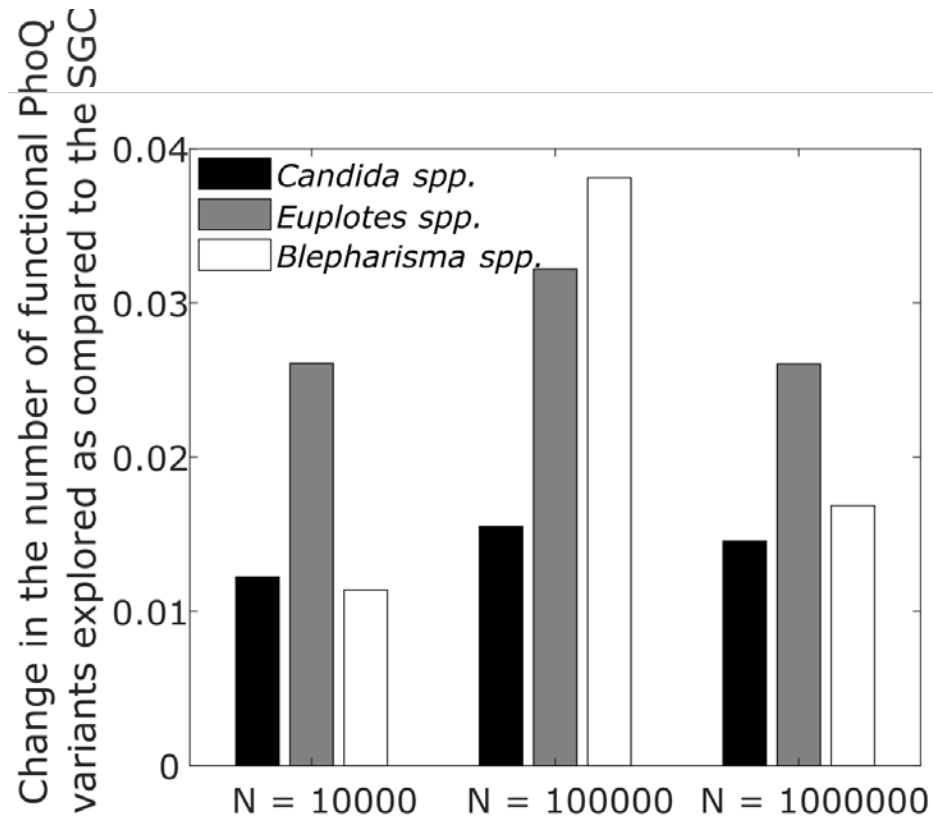 Change in the number of functional PhoQ
variants explored as compared to the SGC
0.04
0.03
0.02
0.01
0
Candida spp.
Euplotes spp.
Blepharisma spp.
N = 10000
N = 100000
N = 1000000